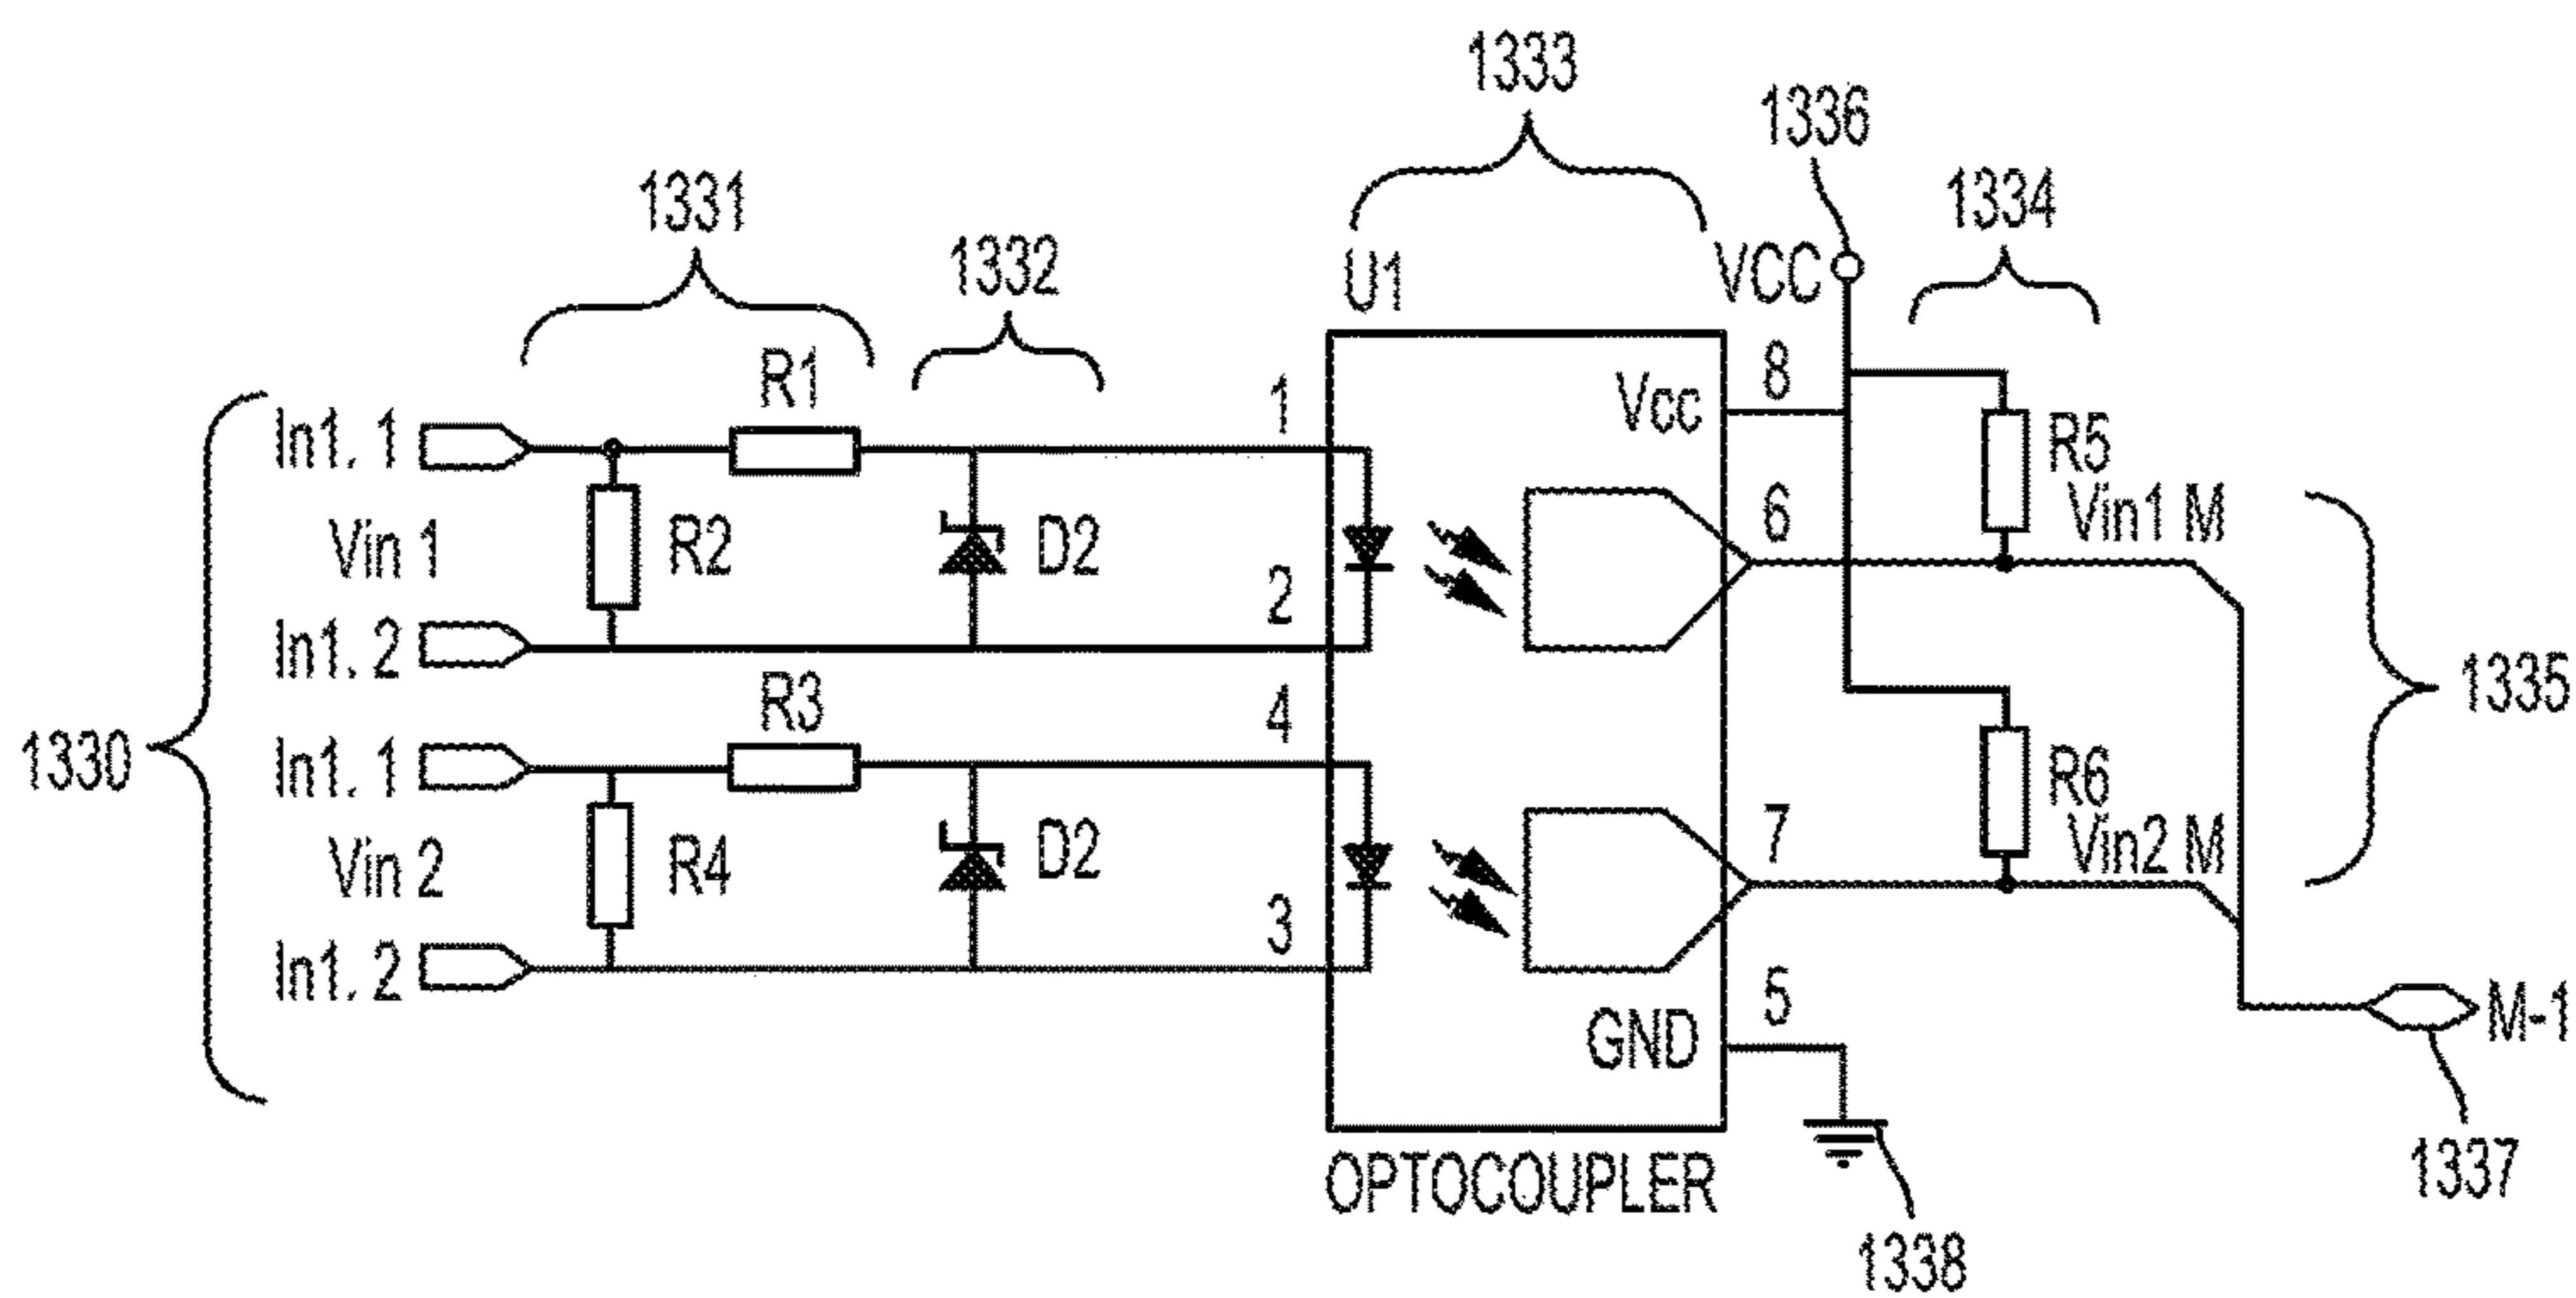 1333
1336
1331
1334
1332
U1
VCC
R1
1
Vcc
8
In1. 1
R5
Vin1 M
6
Vin 1
R2
D2
2
In1. 2
R3
4
1335
1330
In1. 1
R6
Vin2 M
7
Vin 2
R4
D2
3
In1. 2
5
GND
M-1
OPTOCOUPLER
1337
1338